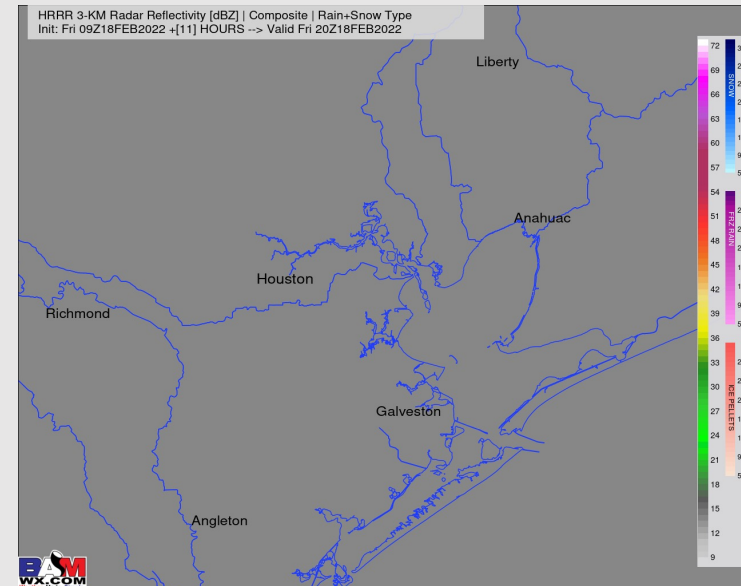 HRRR 3-KM Radar Reflectivity [dBZ] | Composite | Rain+Snow Type
Init: Fri 09Z18FEB2022 +[11] HOURS --> Valid Fri 20Z18FEB2022
Liberty
Anahuac
Houston
Richmond
Galveston
Angleton
72
69
66
63
60
57
54
51
48
45
42
39
36
33
30
27
24
21
18
15
12
9
SNOW
FRZ RAIN
ICE PELLETS
BAM
WX.COM